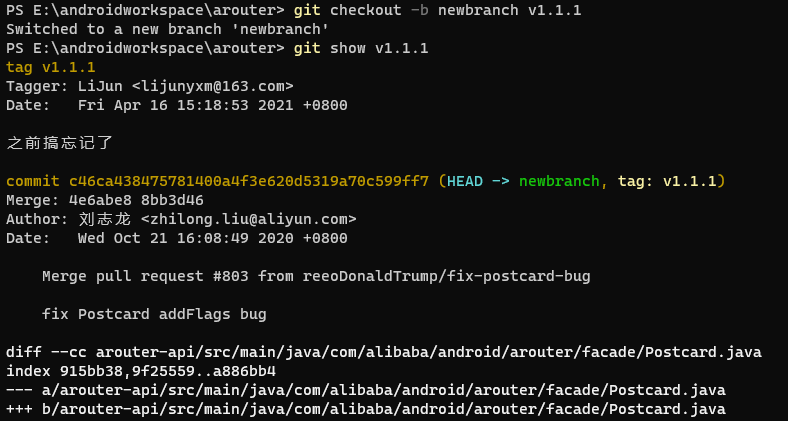 PS E:\androidworkspace\arouter> git checkout -b newbranch v1.1.1
Switched to a new branch 'newbranch'
PS E:\androidworkspace\arouter> git show v1.1.1
tag v1.1.1
Tagger: LiJun <lijunyxm@163.com>
Date:   Fri Apr 16 15:18:53 2021 +0800
之前搞忘记了
commit c46ca438475781400a4f3e620d5319a70c599ff7 (HEAD -> newbranch, tag: v1.1.1)
Merge: 4e6abe8 8bb3d46
Author: 刘志龙 <zhilong.liu@aliyun.com>
Date:   Wed Oct 21 16:08:49 2020 +0800
    Merge pull request #803 from reeoDonaldTrump/fix-postcard-bug
    fix Postcard addFlags bug
diff --cc arouter-api/src/main/java/com/alibaba/android/arouter/facade/Postcard.java
index 915bb38,9f25559..a886bb4
--- a/arouter-api/src/main/java/com/alibaba/android/arouter/facade/Postcard.java
+++ b/arouter-api/src/main/java/com/alibaba/android/arouter/facade/Postcard.java